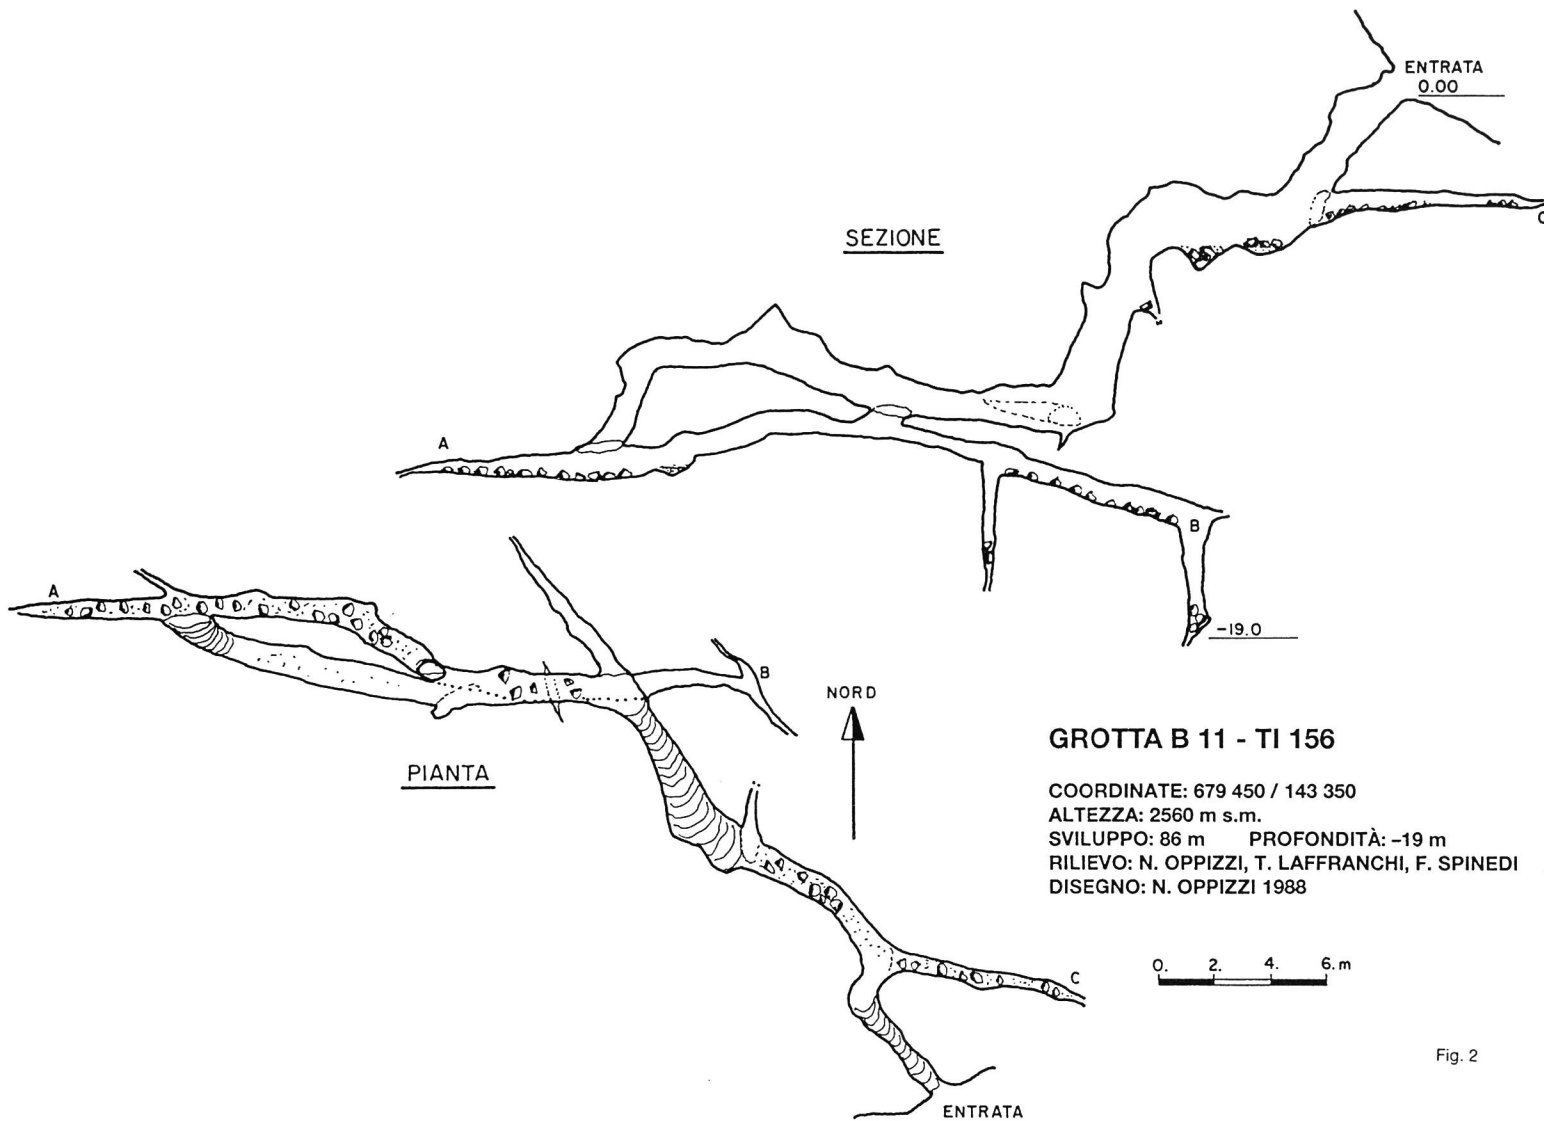 ENTRATA
0.00
C
SEZIONE
A
B
-19.0
A
B
NORD
PIANTA
C
ENTRATA
GROTTA B 11 - TI 156
COORDINATE: 679 450 / 143 350
ALTEZZA: 2560 m s.m.
SVILUPPO: 86 m PROFONDITÀ: -19 m
RILIEVO: N. OPPIZZI, T. LAFFRANCHI, F. SPINEDI
DISEGNO: N. OPPIZZI 1988
0. 2. 4. 6. m
Fig. 2